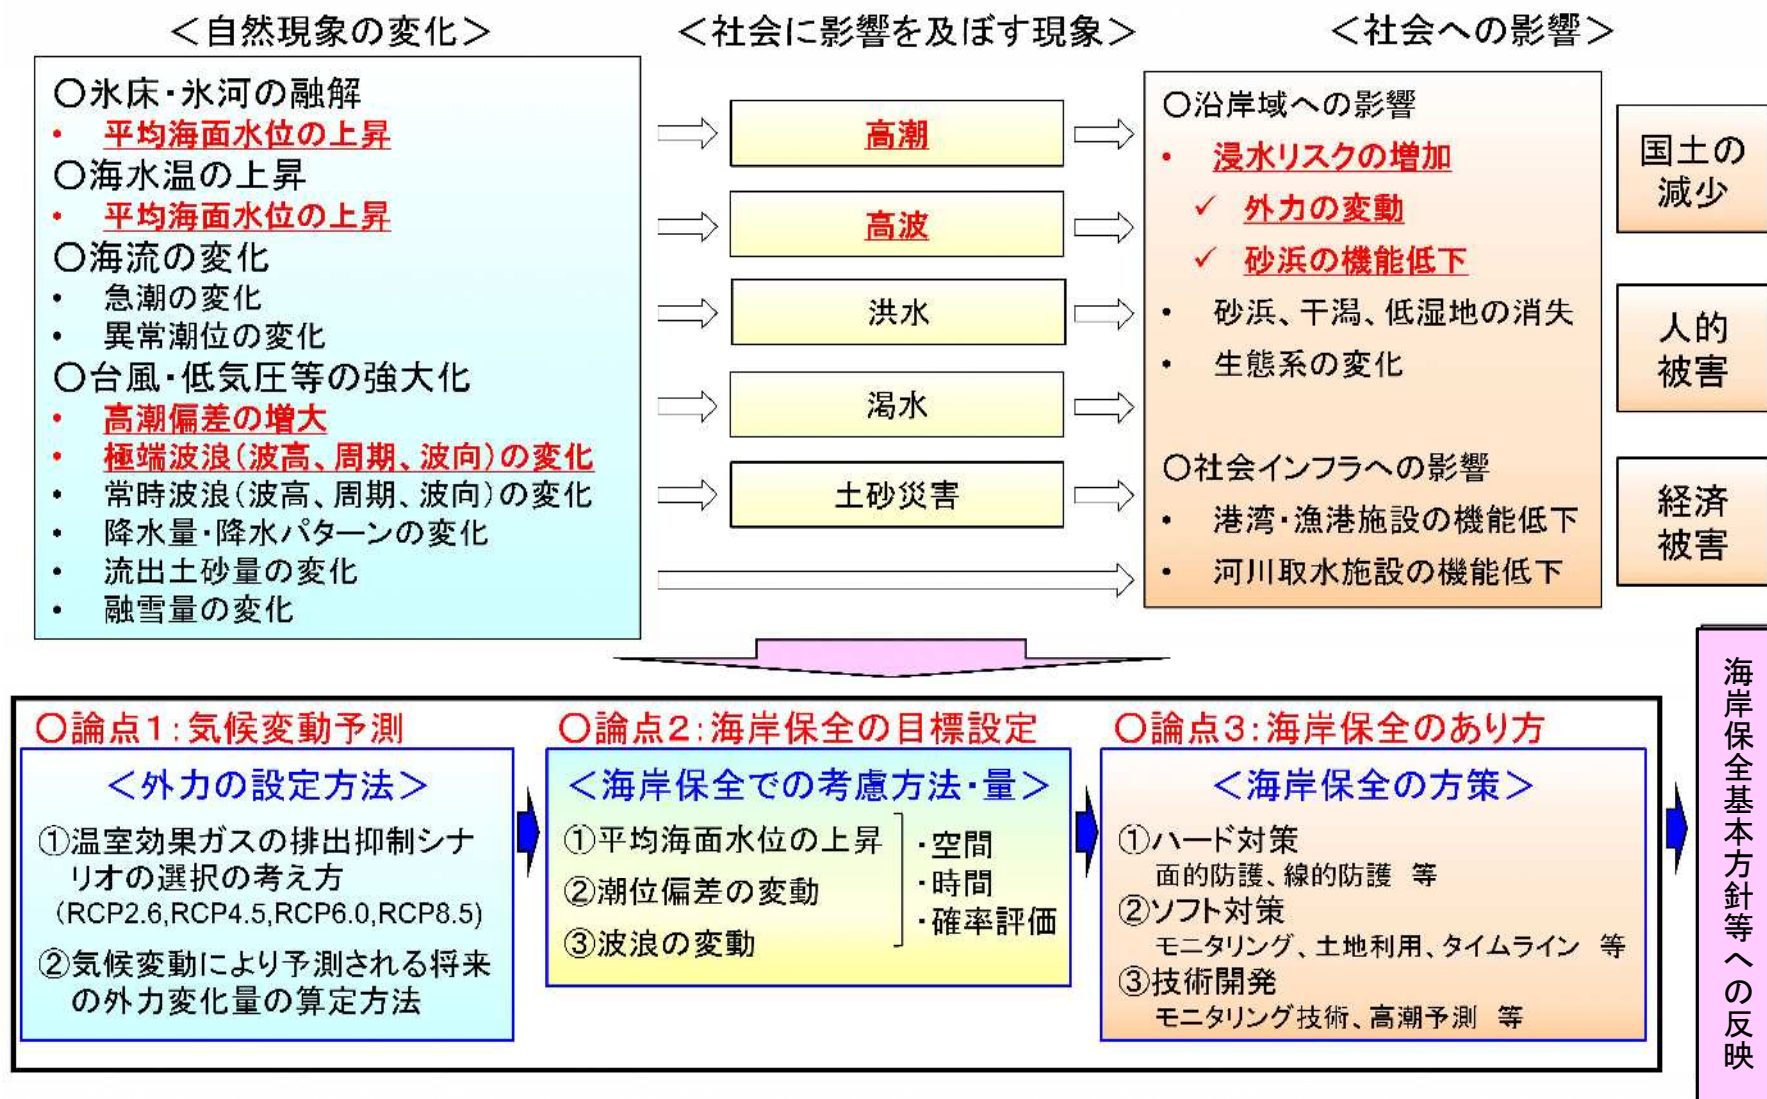 ＜自然現象の変化＞
○氷床・氷河の融解
• 平均海面水位の上昇
○海水温の上昇
• 平均海面水位の上昇
○海流の変化
• 急潮の変化
• 異常潮位の変化
○台風・低気圧等の強大化
• 高潮偏差の増大
• 極端波浪(波高、周期、波向)の変化
• 常時波浪(波高、周期、波向)の変化
• 降水量・降水パターンの変化
• 流出土砂量の変化
• 融雪量の変化
＜社会に影響を及ぼす現象＞
高潮
高波
洪水
渇水
土砂災害
＜社会への影響＞
○沿岸域への影響
• 浸水リスクの増加
✓ 外力の変動
✓ 砂浜の機能低下
• 砂浜、干潟、低湿地の消失
• 生態系の変化
○社会インフラへの影響
• 港湾・漁港施設の機能低下
• 河川取水施設の機能低下
国土の
減少
人的
被害
経済
被害
○論点1:気候変動予測
＜外力の設定方法＞
①温室効果ガスの排出抑制シナ
リオの選択の考え方
(RCP2.6,RCP4.5,RCP6.0,RCP8.5)
②気候変動により予測される将来
の外力変化量の算定方法
○論点2:海岸保全の目標設定
＜海岸保全での考慮方法・量＞
①平均海面水位の上昇
②潮位偏差の変動
③波浪の変動
・空間
・時間
・確率評価
○論点3:海岸保全のあり方
＜海岸保全の方策＞
①ハード対策
面的防護、線的防護 等
②ソフト対策
モニタリング、土地利用、タイムライン 等
③技術開発
モニタリング技術、高潮予測 等
海岸保全基本方針等への反映